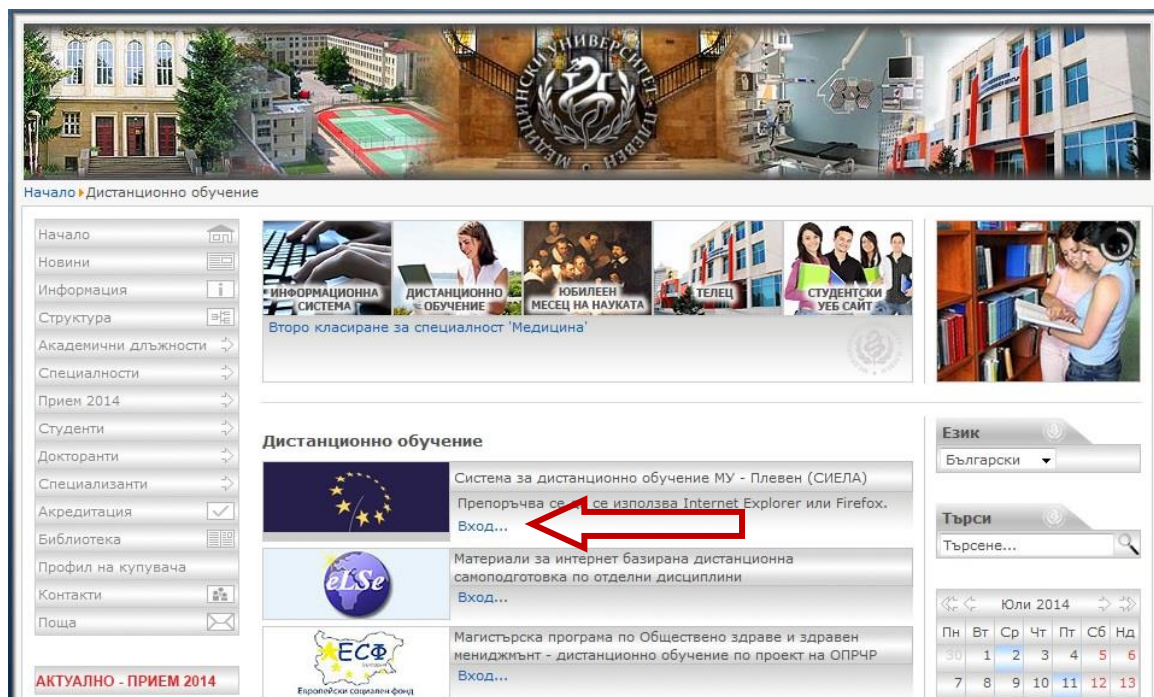 МЕДИЦИНСКИ УНИВЕРСИТЕТ - ПЛЕВЕН
Начало Дистанционно обучение
Начало
Новини
Информация
Структура
Академични длъжности
Специалности
Прием 2014
Студенти
Докторанти
Специализанти
Акредитация
Библиотека
Профил на купувача
Контакти
Поща
АКТУАЛНО - ПРИЕМ 2014
ИНФОРМАЦИОННА
СИСТЕМА
ДИСТАНЦИОННО
ОБУЧЕНИЕ
ЮБИЛЕЕН
МЕСЕЦ НА НАУКАТА
ТЕЛЕЦ
СТУДЕНТСКИ
УЕБ САЙТ
Второ класиране за специалност 'Медицина'
Дистанционно обучение
Система за дистанционно обучение МУ - Плевен (СИЕЛА)
Препоръчва се се използва Internet Explorer или Firefox.
Вход...
eLSe
Материали за интернет базирана дистанционна
самоподготовка по отделни дисциплини
Вход...
ЕСФ
Европейски социален фонд
Магистърска програма по Обществено здраве и здравен
мениджмънт - дистанционно обучение по проект на ОПРЧР
Вход...
Език
Български
Търси
Търсене...
Юли 2014
Пн Вт Ср Чт Пт Сб Нд
30 1 2 3 4 5 6
7 8 9 10 11 12 13